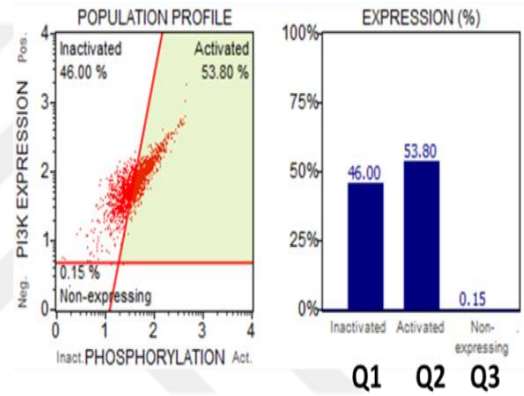 POPULATION PROFILE
4
3
2
1
0
Pos.
PI3K EXPRESSION
Neg.
Inactivated
46.00 %
Activated
53.80 %
0.15 %
Non-expressing
0 1 2 3 4
Inact. PHOSPHORYLATION Act.
EXPRESSION (%)
100%
75%
50%
25%
0%
46.00
53.80
0.15
Inactivated Activated Non-
expressing
Q1 Q2 Q3